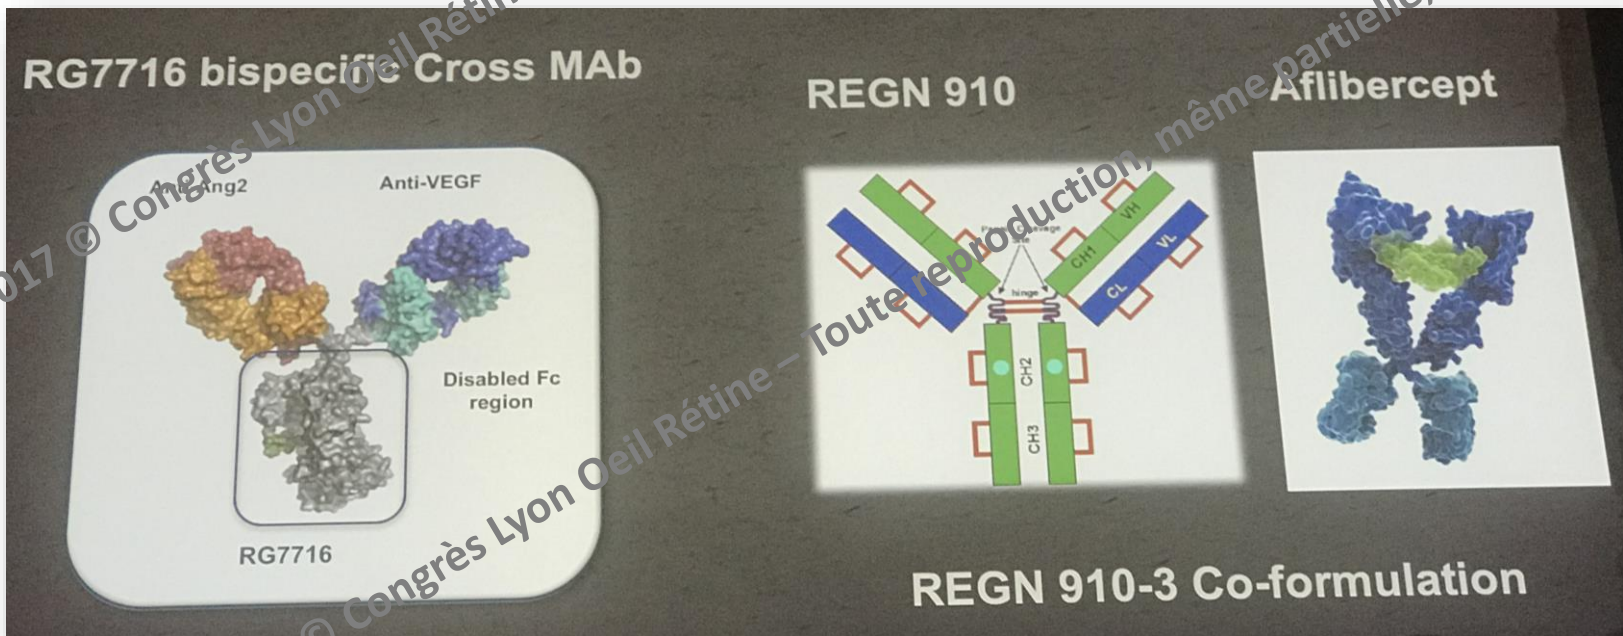 RG7716 bispecific Cross MAb
REGN 910
Aflibercept
Anti-Ang2
Anti-VEGF
Disabled Fc
region
RG7716
VH
CH1
VL
CL
hinge
CH2
CH3
REGN 910-3 Co-formulation
2017 © Congrès Lyon Oeil Rétine
© Congrès Lyon Oeil Rétine – Toute reproduction, même partielle,